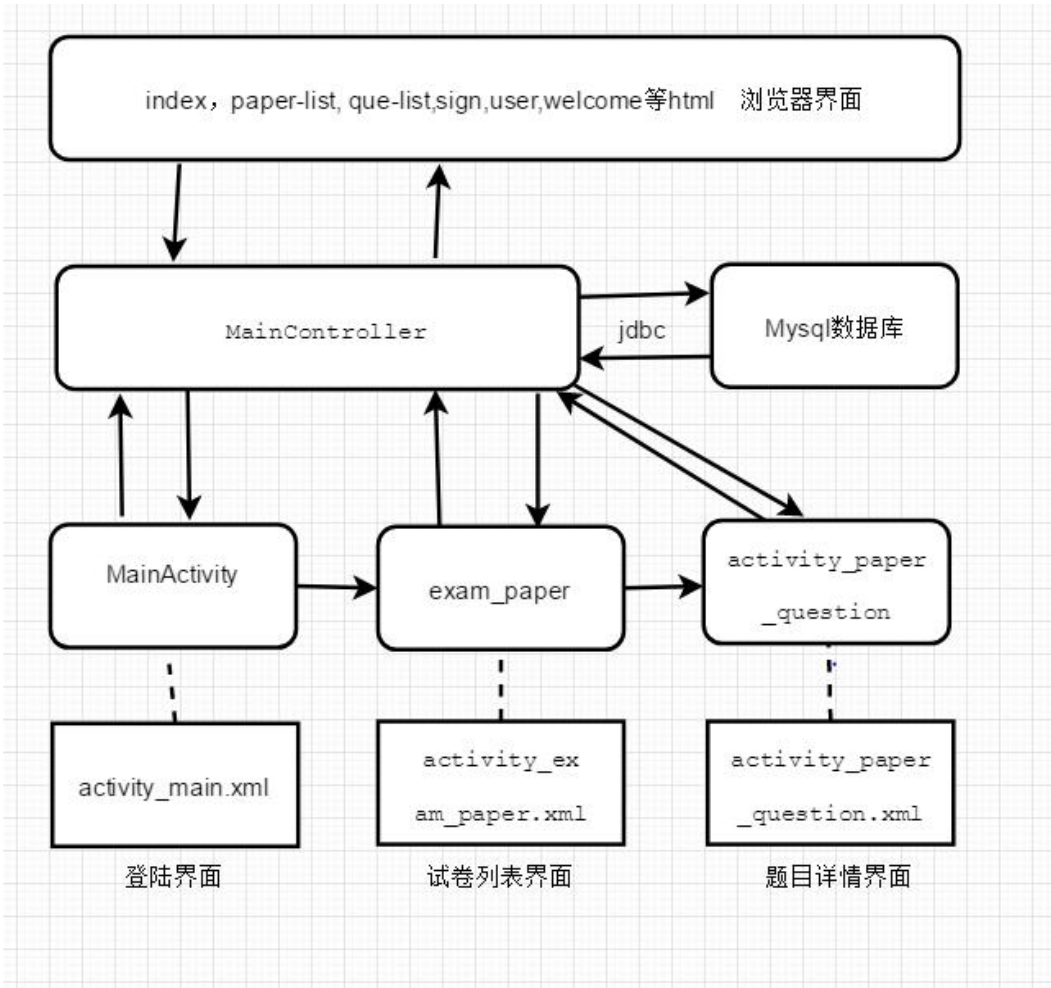 index，paper-list, que-list,sign,user,welcome等html 浏览器界面
MainController
jdbc
Mysql数据库
MainActivity
exam_paper
activity_paper
_question
activity_main.xml
activity_ex
am_paper.xml
activity_paper
_question.xml
登陆界面
试卷列表界面
题目详情界面